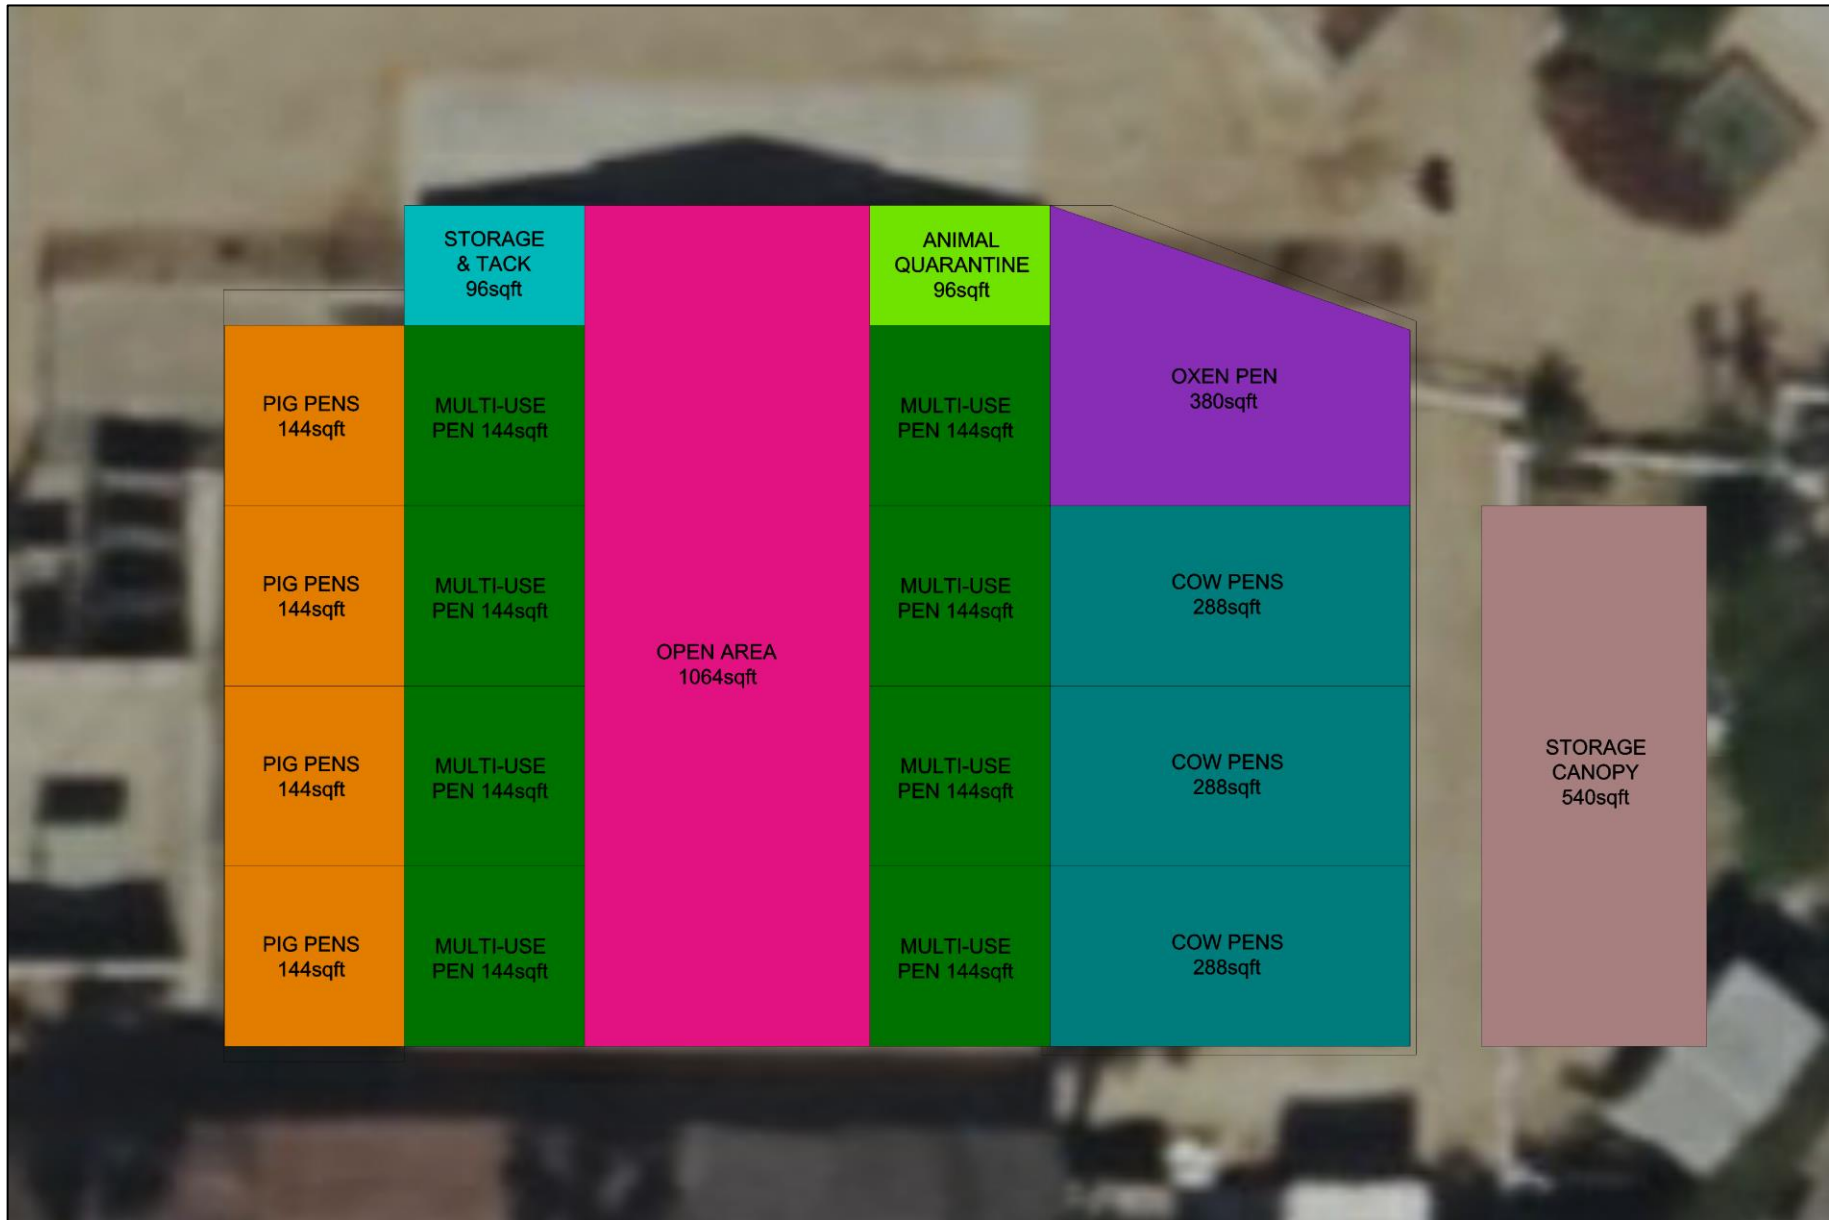 STORAGE
& TACK
96sqft
ANIMAL
QUARANTINE
96sqft
OXEN PEN
380sqft
PIG PENS
144sqft
MULTI-USE
PEN 144sqft
MULTI-USE
PEN 144sqft
PIG PENS
144sqft
MULTI-USE
PEN 144sqft
MULTI-USE
PEN 144sqft
COW PENS
288sqft
OPEN AREA
1064sqft
PIG PENS
144sqft
MULTI-USE
PEN 144sqft
MULTI-USE
PEN 144sqft
COW PENS
288sqft
STORAGE
CANOPY
540sqft
PIG PENS
144sqft
MULTI-USE
PEN 144sqft
MULTI-USE
PEN 144sqft
COW PENS
288sqft